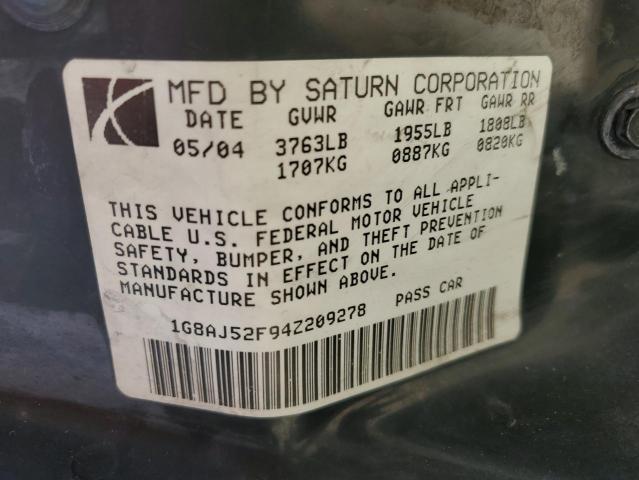 MFD BY SATURN CORPORATION
DATE GVWR GAWR FRT GAWR RR
05/04 3763LB 1955LB 1808LB
1707KG 0887KG 0820KG
THIS VEHICLE CONFORMS TO ALL APPLI-
CABLE U.S. FEDERAL MOTOR VEHICLE
SAFETY, BUMPER, AND THEFT PREVENTION
STANDARDS IN EFFECT ON THE DATE OF
MANUFACTURE SHOWN ABOVE.
1G8AJ52F94Z209278 PASS CAR